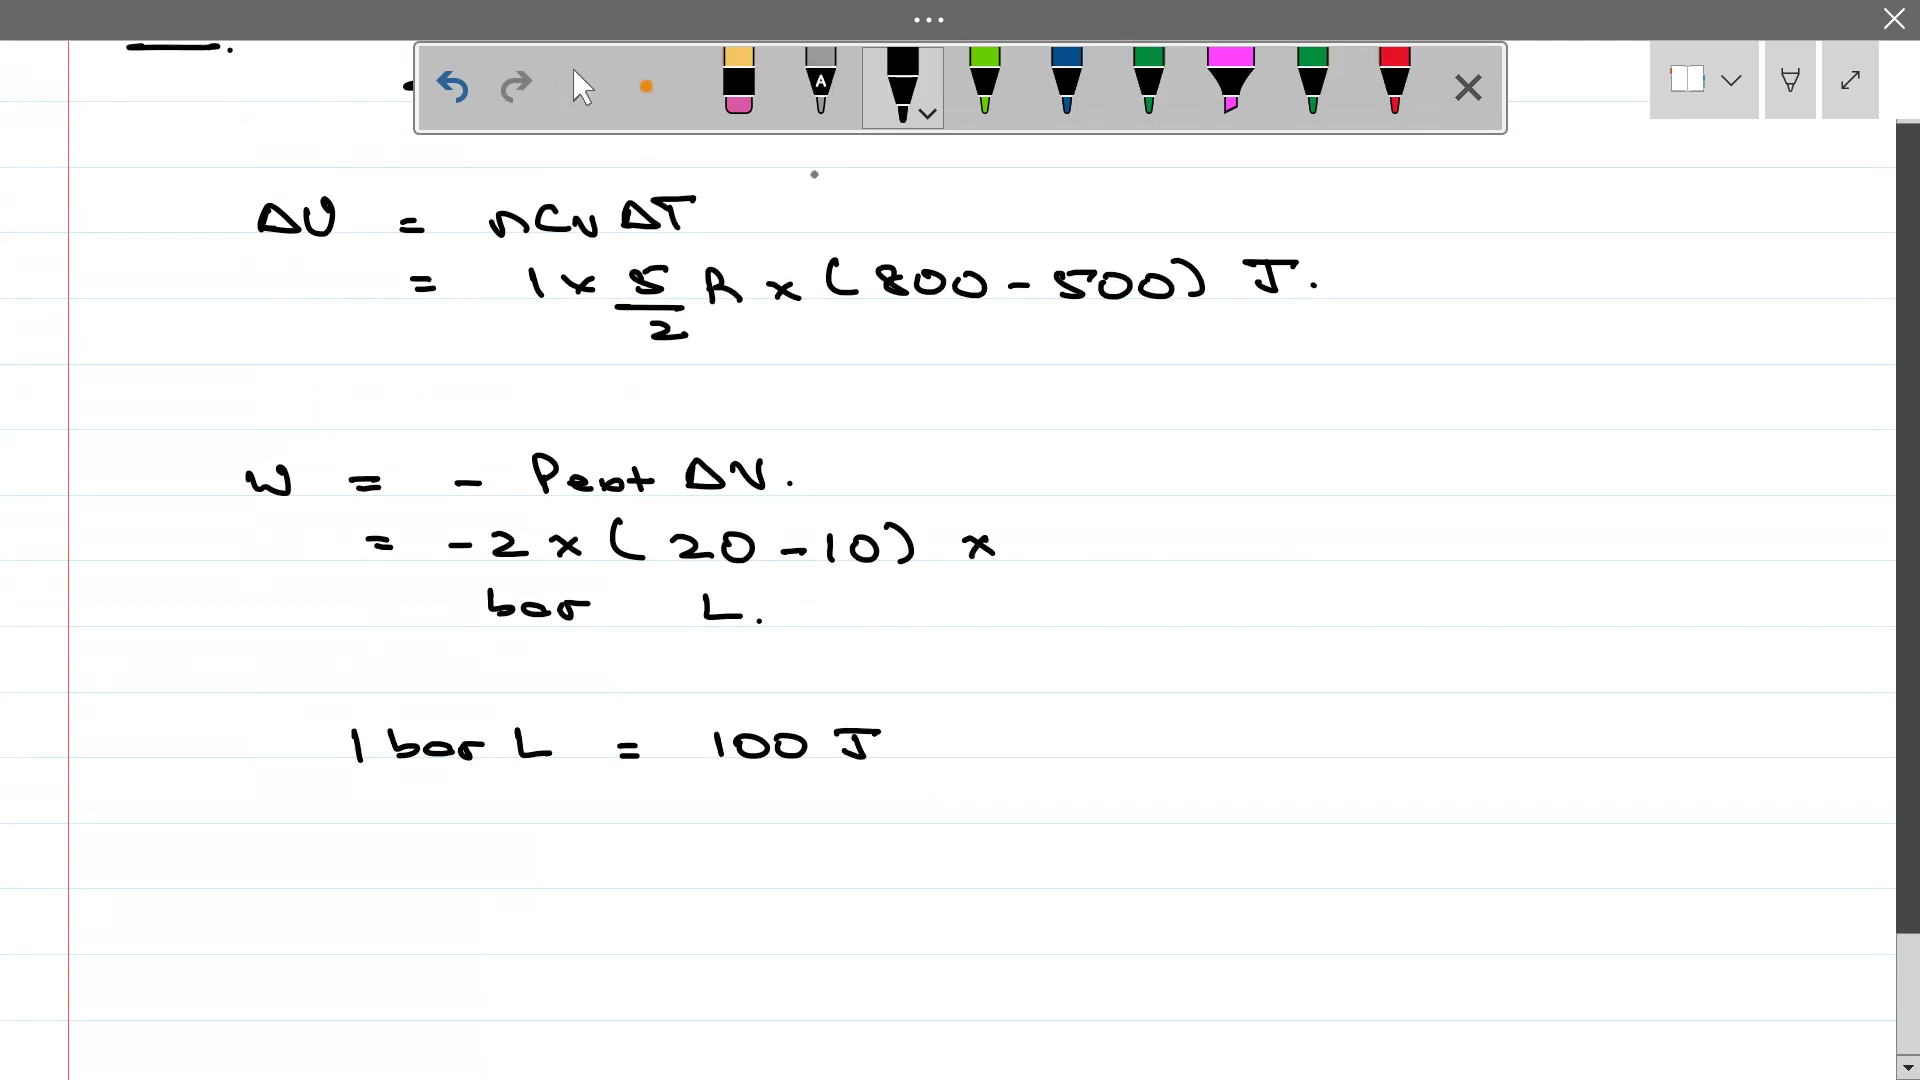 ΔU = nCv ΔT
= 1 × 5/2 R × (800 - 500) J.
W = - Pext ΔV.
= -2 × (20 - 10) ×
bar L.
1 bar L = 100 J